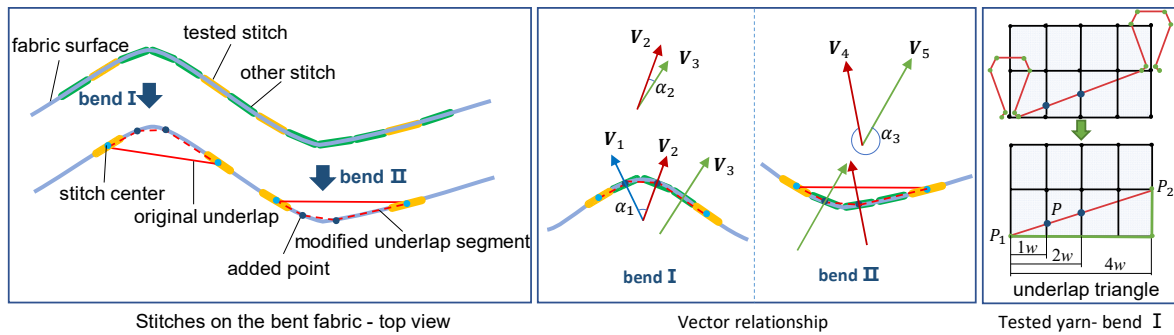 fabric surface
tested stitch
other stitch
bend I
bend II
stitch center
original underlap
modified underlap segment
added point
Stitches on the bent fabric - top view
V2
V3
α2
V1
V2
V3
α1
bend I
V4
V5
α3
bend II
Vector relationship
P2
P
P1
1w
2w
4w
underlap triangle
Tested yarn- bend I